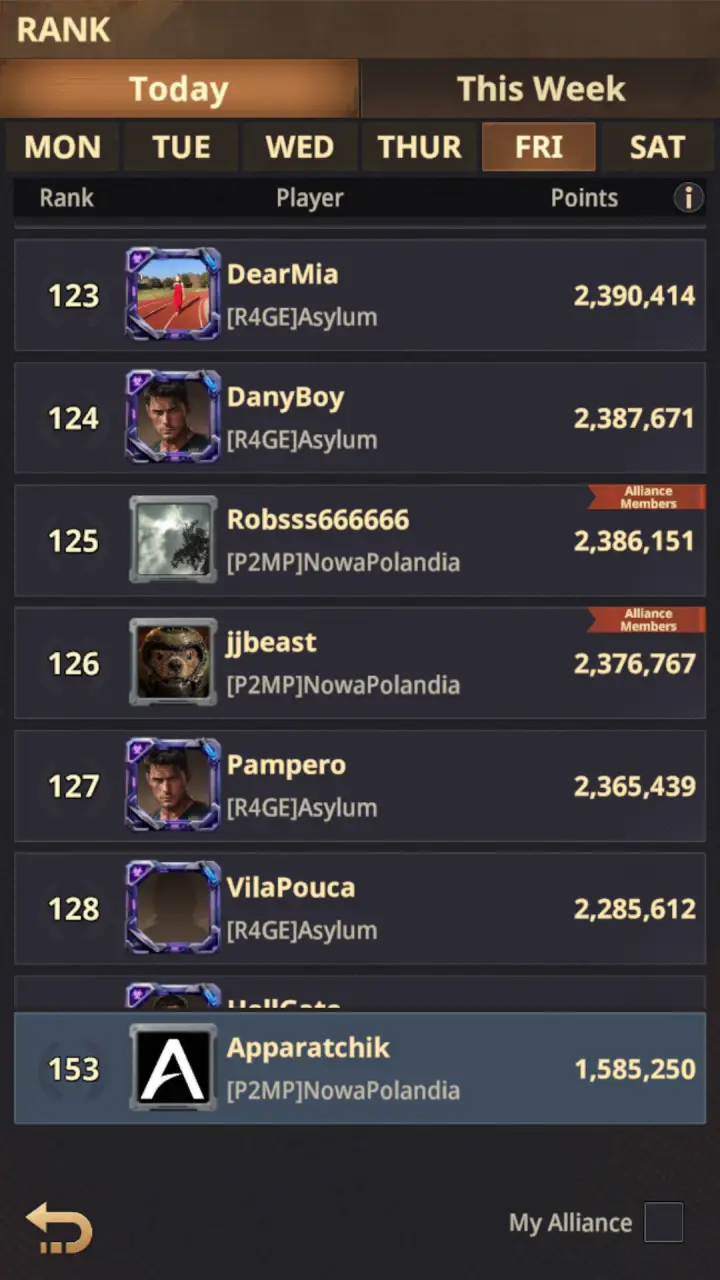 RANK
Today
This Week
MON TUE WED THUR FRI SAT
Rank Player Points i
123 DearMia 2,390,414
[R4GE]Asylum
124 DanyBoy 2,387,671
[R4GE]Asylum
Alliance
Members
125 Robsss666666 2,386,151
[P2MP]NowaPolandia
Alliance
Members
126 jjbeast 2,376,767
[P2MP]NowaPolandia
127 Pampero 2,365,439
[R4GE]Asylum
128 VilaPouca 2,285,612
[R4GE]Asylum
153 Apparatchik 1,585,250
[P2MP]NowaPolandia
My Alliance